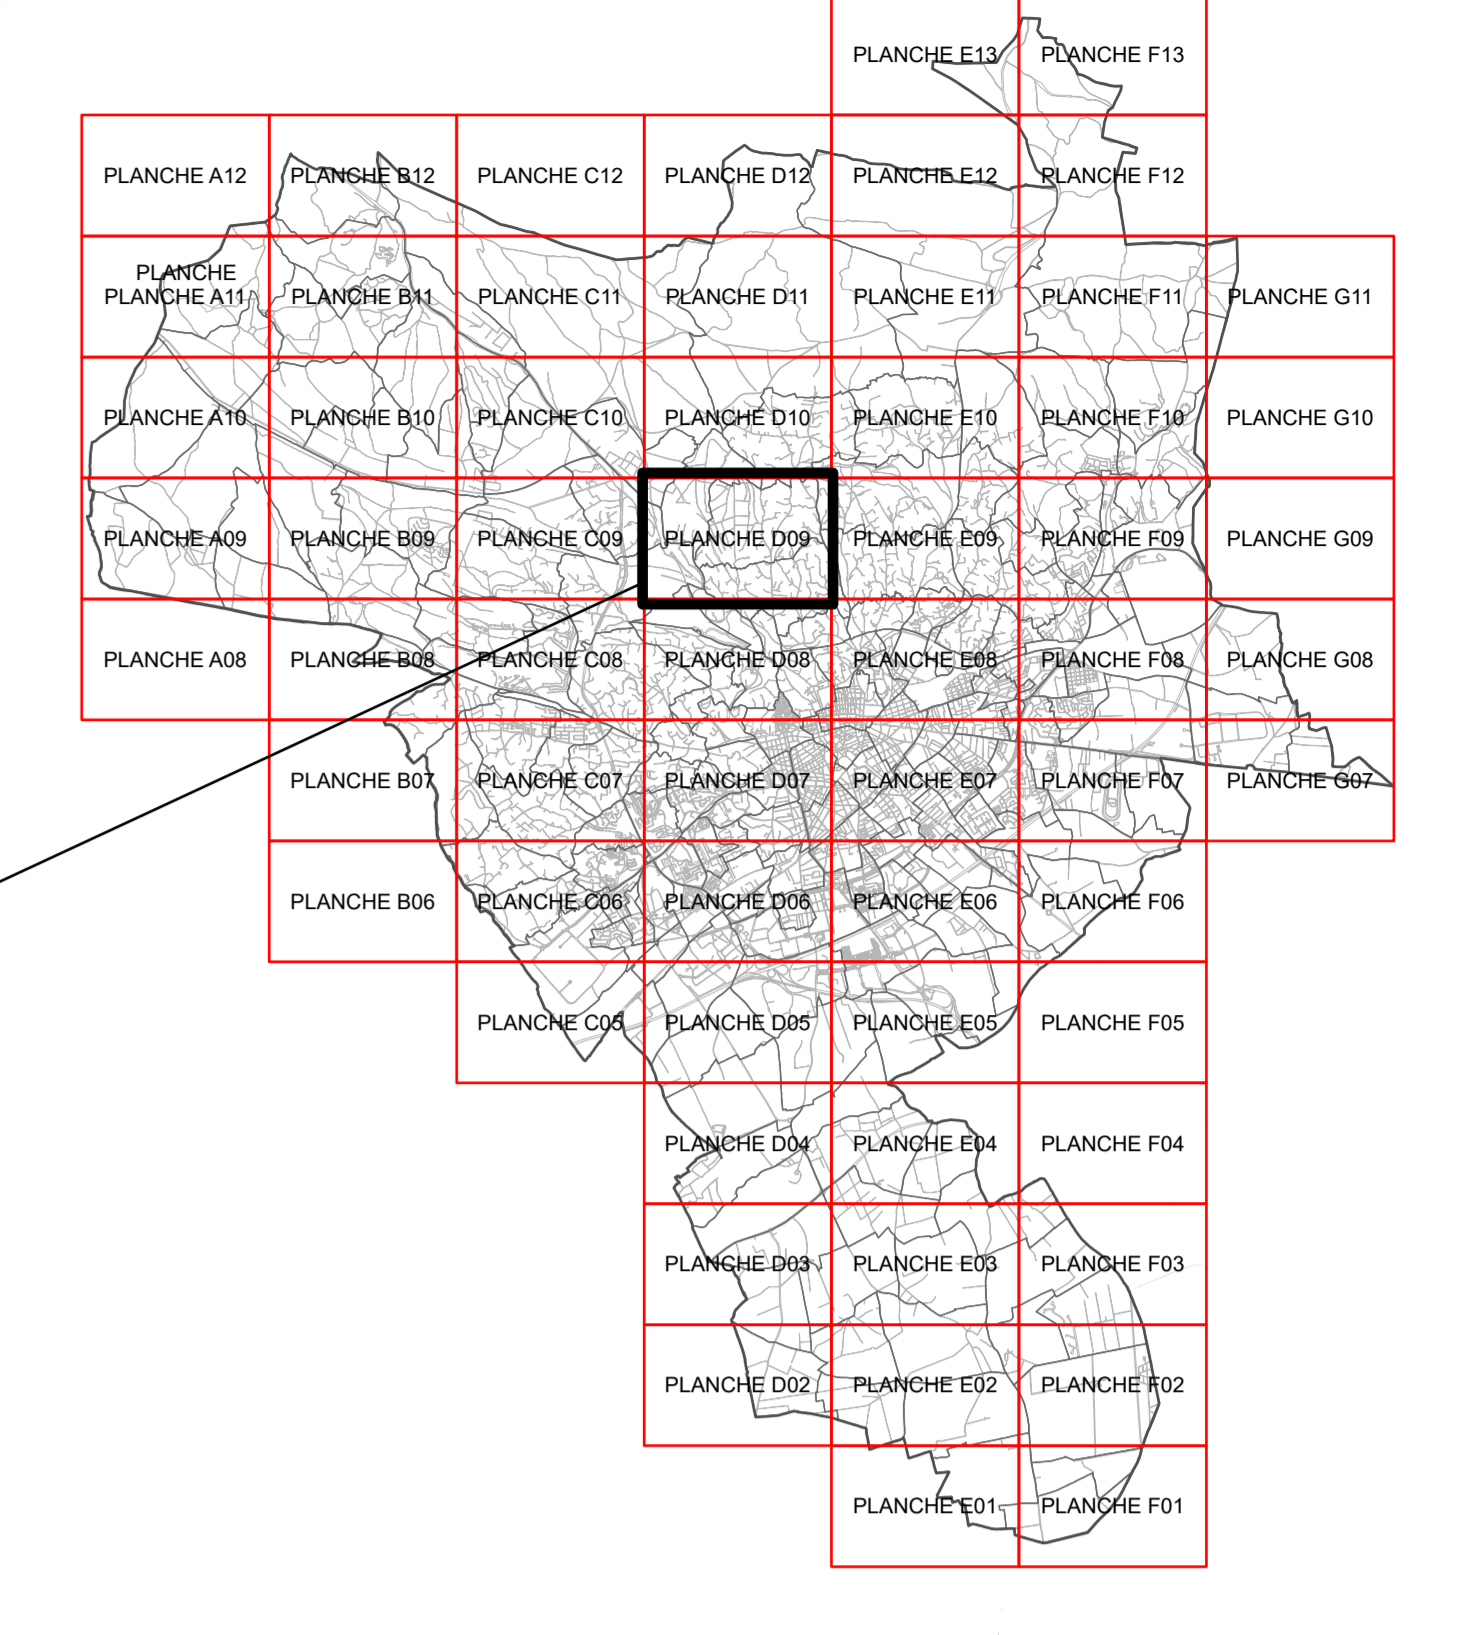 PLANCHE E13 PLANCHE F13
PLANCHE A12 PLANCHE B12 PLANCHE C12 PLANCHE D12 PLANCHE E12 PLANCHE F12
PLANCHE
PLANCHE A11 PLANCHE B11 PLANCHE C11 PLANCHE D11 PLANCHE E11 PLANCHE F11 PLANCHE G11
PLANCHE A10 PLANCHE B10 PLANCHE C10 PLANCHE D10 PLANCHE E10 PLANCHE F10 PLANCHE G10
PLANCHE A09 PLANCHE B09 PLANCHE C09 PLANCHE D09 PLANCHE E09 PLANCHE F09 PLANCHE G09
PLANCHE A08 PLANCHE B08 PLANCHE C08 PLANCHE D08 PLANCHE E08 PLANCHE F08 PLANCHE G08
PLANCHE B07 PLANCHE C07 PLANCHE D07 PLANCHE E07 PLANCHE F07 PLANCHE G07
PLANCHE B06 PLANCHE C06 PLANCHE D06 PLANCHE E06 PLANCHE F06
PLANCHE C05 PLANCHE D05 PLANCHE E05 PLANCHE F05
PLANCHE D04 PLANCHE E04 PLANCHE F04
PLANCHE D03 PLANCHE E03 PLANCHE F03
PLANCHE D02 PLANCHE E02 PLANCHE F02
PLANCHE E01 PLANCHE F01